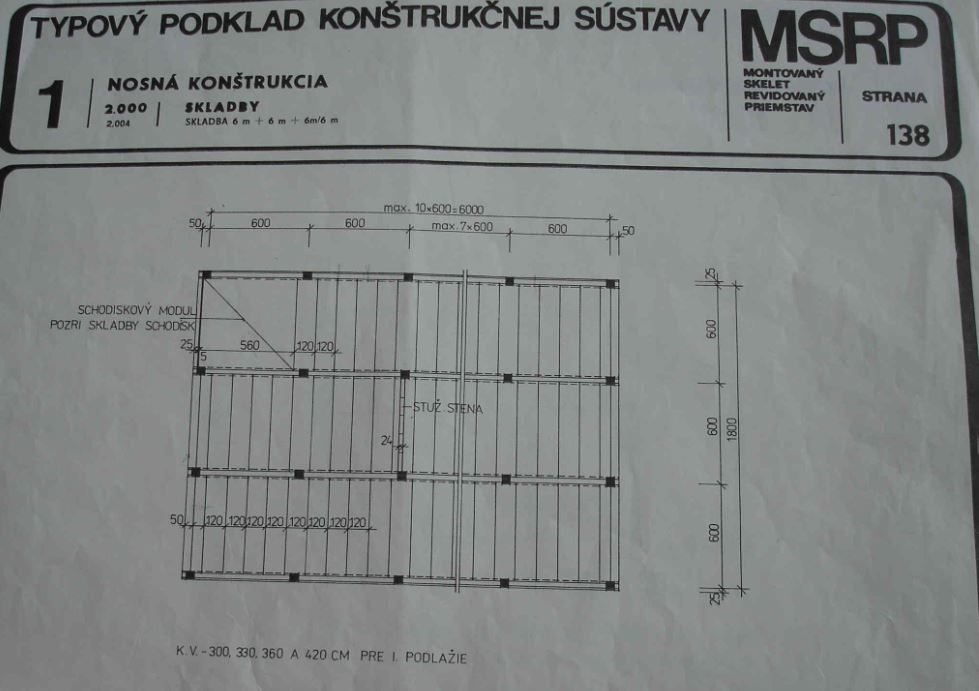 TYPOVÝ PODKLAD KONŠTRUKČNEJ SÚSTAVY
MSRP
MONTOVANÝ
SKELET
REVIDOVANÝ
PRIEMSTAV
STRANA
138
1
NOSNÁ KONŠTRUKCIA
2.000 SKLADBY
2.004 SKLADBA 6 m + 6 m + 6m/6 m
max. 10×600=6000
50 600 600 max.7×600 600 50
SCHODISKOVÝ MODUL
POZRI SKLADBY SCHODÍSK
25 560 120 120
5
STUŽ. STENA
24
50 120 120 120 120 120 120 120 120
25
600
600
1800
600
25
K.V. - 300, 330, 360 A 420 CM PRE I. PODLAŽIE